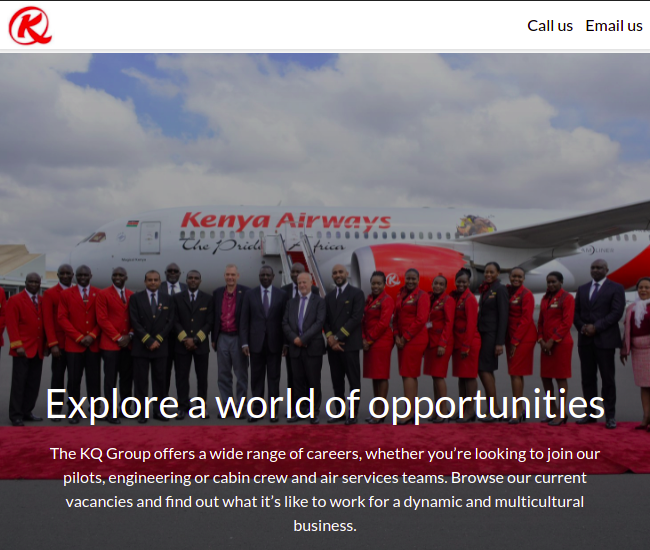 Call us Email us
Kenya Airways
The Pride of Africa
Explore a world of opportunities
The KQ Group offers a wide range of careers, whether you’re looking to join our
pilots, engineering or cabin crew and air services teams. Browse our current
vacancies and find out what it’s like to work for a dynamic and multicultural
business.